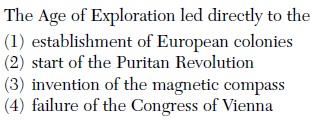 The Age of Exploration led directly to the
(1) establishment of European colonies
(2) start of the Puritan Revolution
(3) invention of the magnetic compass
(4) failure of the Congress of Vienna